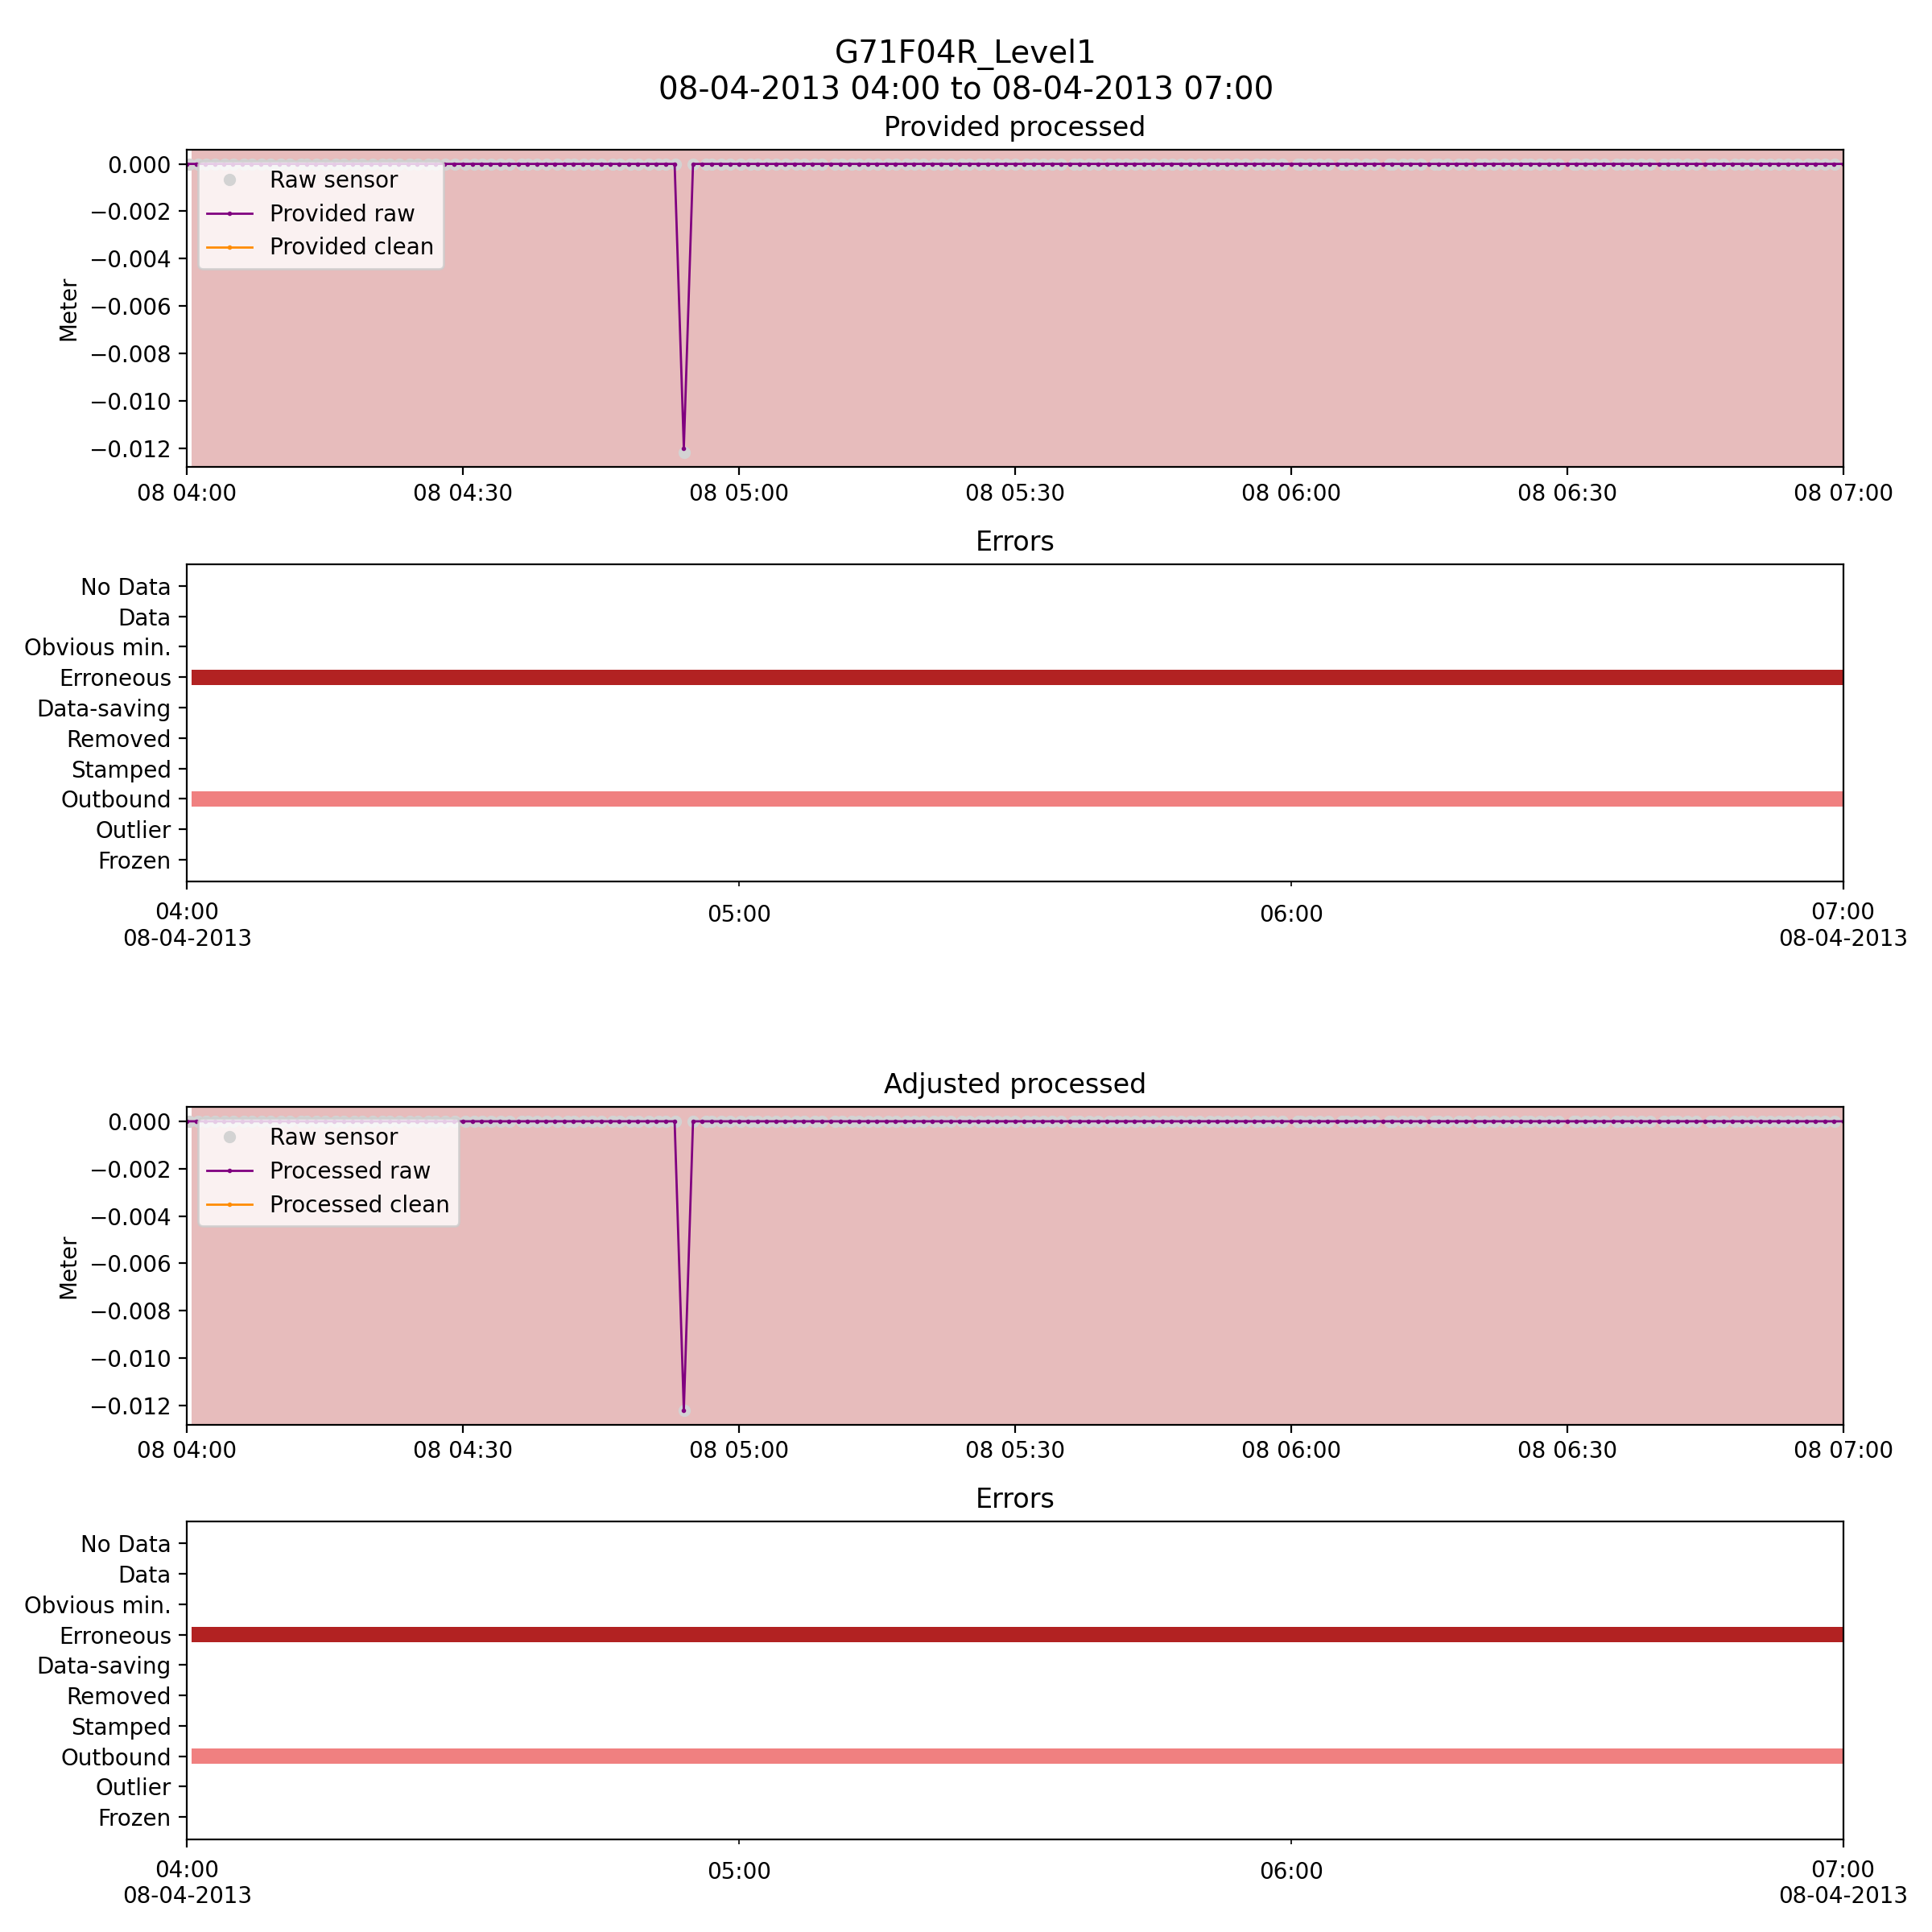 G71F04R_Level1
08-04-2013 04:00 to 08-04-2013 07:00
Provided processed
0.000
−0.002
−0.004
−0.006
−0.008
−0.010
−0.012
Meter
Raw sensor
Provided raw
Provided clean
08 04:00 08 04:30 08 05:00 08 05:30 08 06:00 08 06:30 08 07:00
Errors
No Data
Data
Obvious min.
Erroneous
Data-saving
Removed
Stamped
Outbound
Outlier
Frozen
04:00 05:00 06:00 07:00
08-04-2013 08-04-2013
Adjusted processed
0.000
−0.002
−0.004
−0.006
−0.008
−0.010
−0.012
Meter
Raw sensor
Processed raw
Processed clean
08 04:00 08 04:30 08 05:00 08 05:30 08 06:00 08 06:30 08 07:00
Errors
No Data
Data
Obvious min.
Erroneous
Data-saving
Removed
Stamped
Outbound
Outlier
Frozen
04:00 05:00 06:00 07:00
08-04-2013 08-04-2013